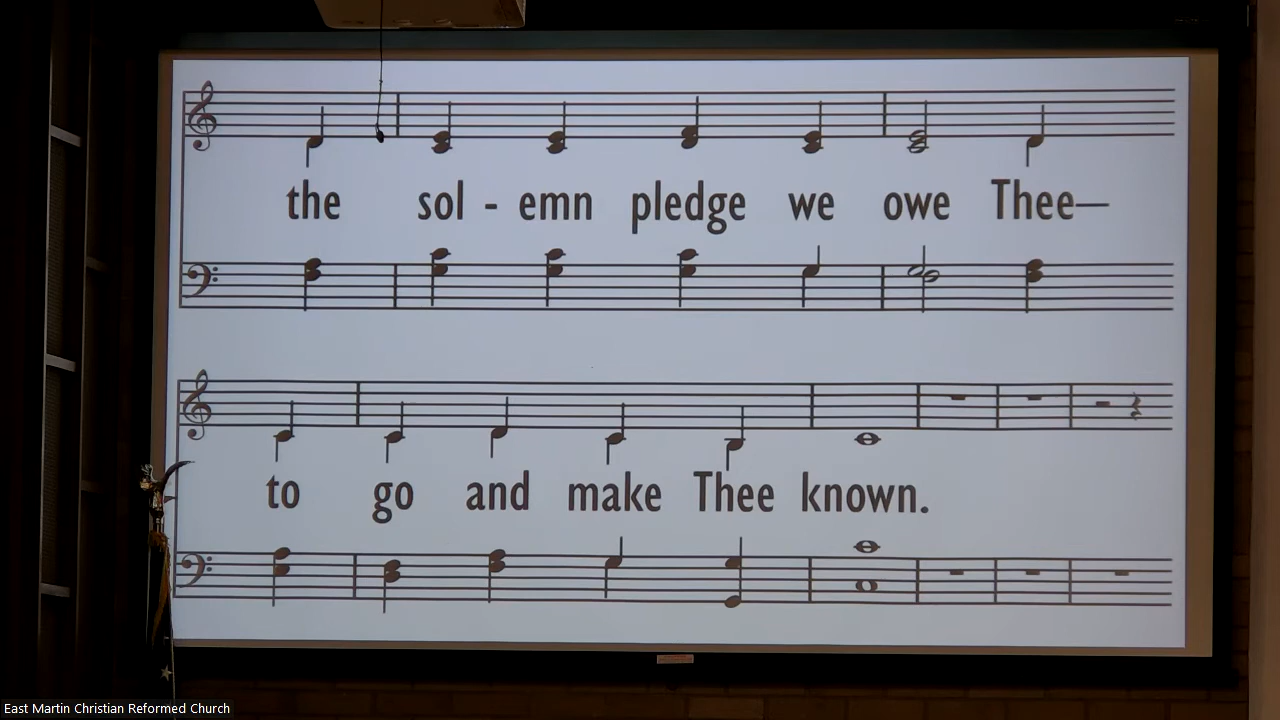 the sol - emn pledge we owe Thee—
to go and make Thee known.
East Martin Christian Reformed Church